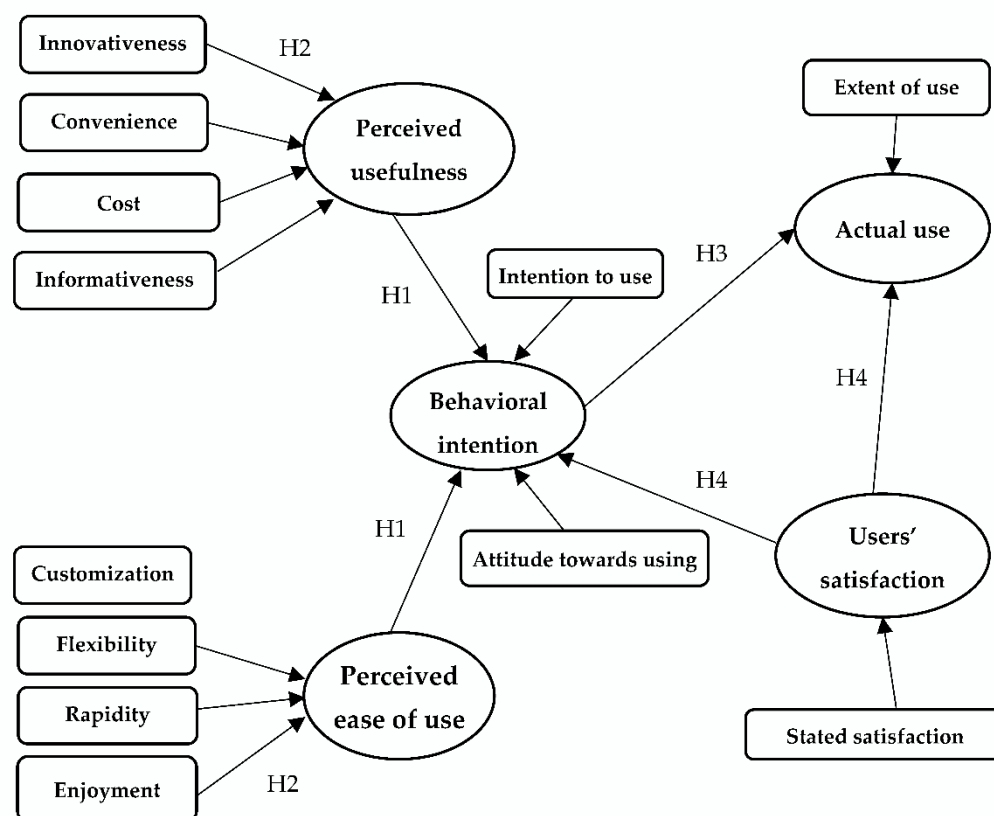 Innovativeness
H2
Convenience
Cost
Informativeness
Perceived
usefulness
Extent of use
Actual use
H1
Intention to use
H3
Behavioral
intention
H4
H4
H1
Attitude towards using
Users’
satisfaction
Customization
Flexibility
Rapidity
Enjoyment
Perceived
ease of use
H2
Stated satisfaction